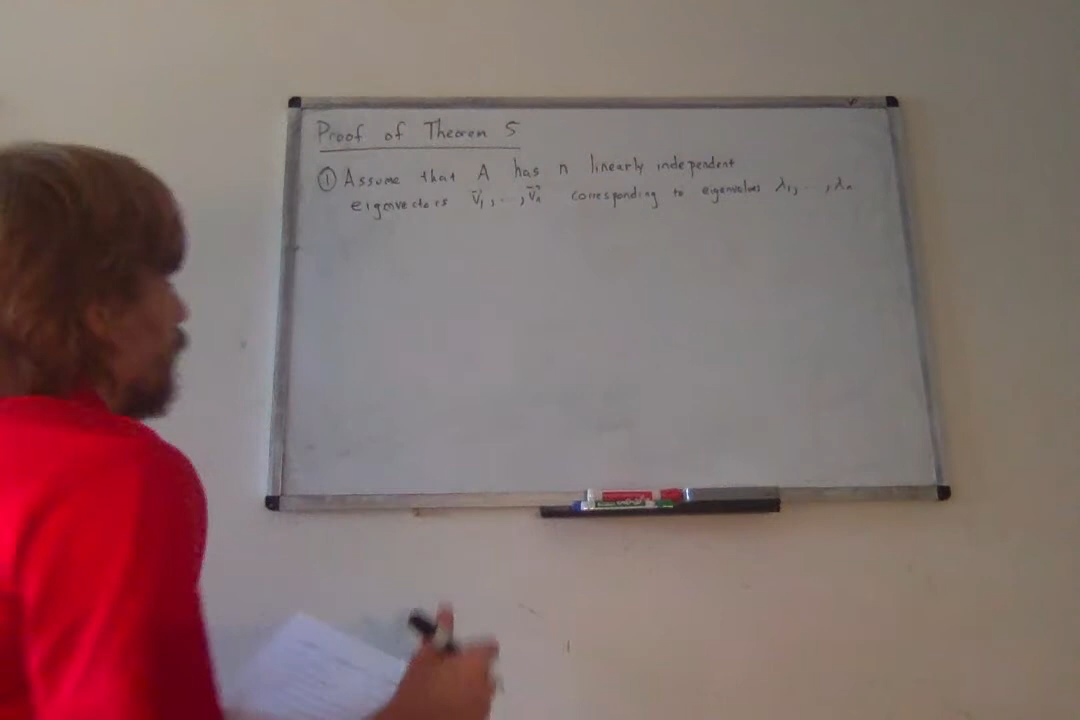 Proof of Theorem 5
① Assume that A has n linearly independent
eigenvectors v⃗₁, ..., v⃗ₙ corresponding to eigenvalues λ₁, ..., λₙ